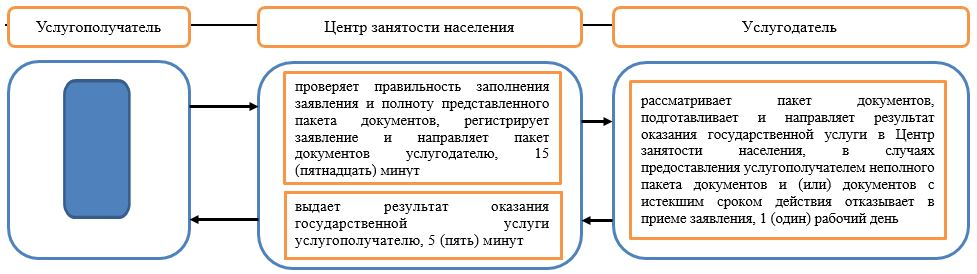 Услугополучатель
Центр занятости населения
Услугодатель
проверяет правильность заполнения
заявления и полноту представленного
пакета документов, регистрирует
заявление и направляет пакет
документов услугодателю, 15
(пятнадцать) минут
выдает результат оказания
государственной услуги
услугополучателю, 5 (пять) минут
рассматривает пакет документов,
подготавливает и направляет результат
оказания государственной услуги в Центр
занятости населения, в случаях
предоставления услугополучателем неполного
пакета документов и (или) документов с
истекшим сроком действия отказывает в
приеме заявления, 1 (один) рабочий день